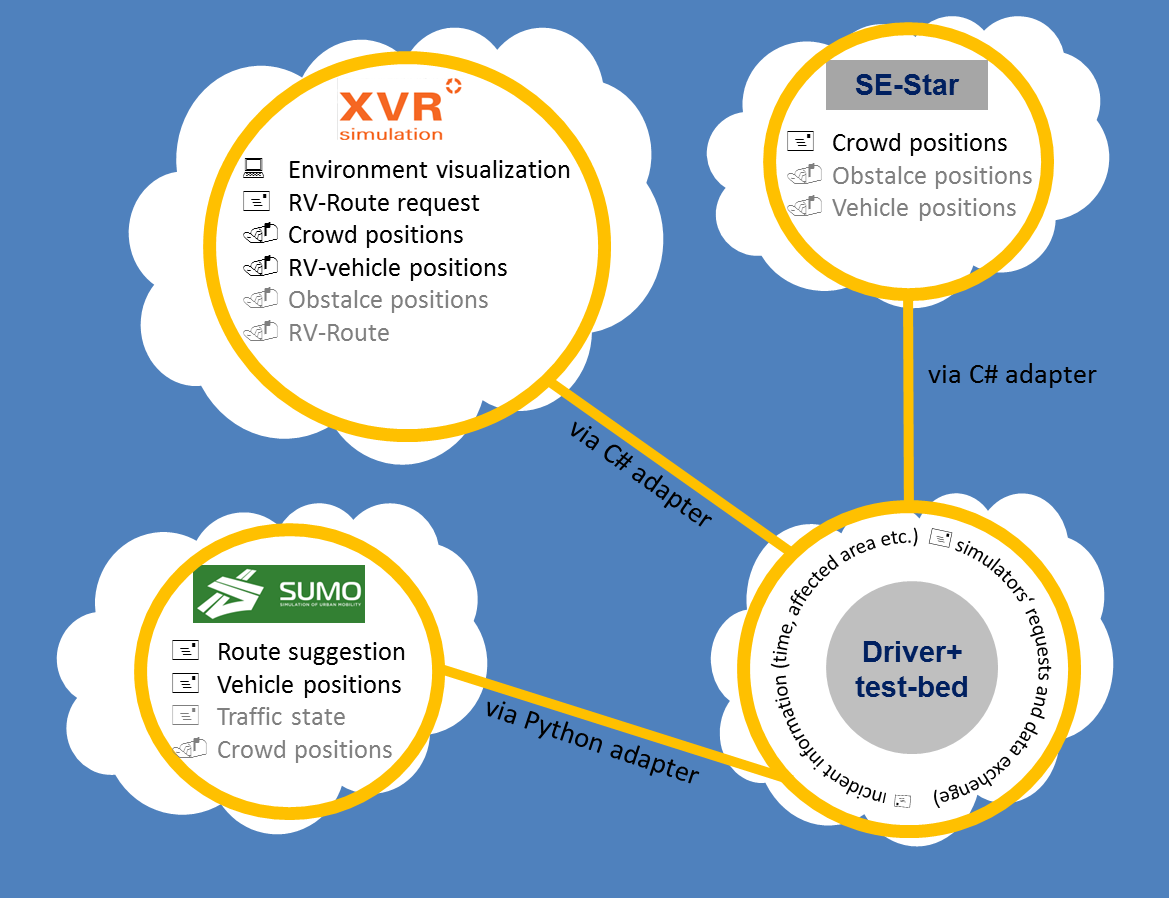 XVR
simulation
Environment visualization
RV-Route request
Crowd positions
RV-vehicle positions
Obstalce positions
RV-Route
SE-Star
Crowd positions
Obstalce positions
Vehicle positions
via C# adapter
via C# adapter
SUMO
SIMULATION OF URBAN MOBILITY
Route suggestion
Vehicle positions
Traffic state
Crowd positions
via Python adapter
Incident information (time, affected area etc.)
simulators‘ requests and data exchenge)
Driver+
test-bed